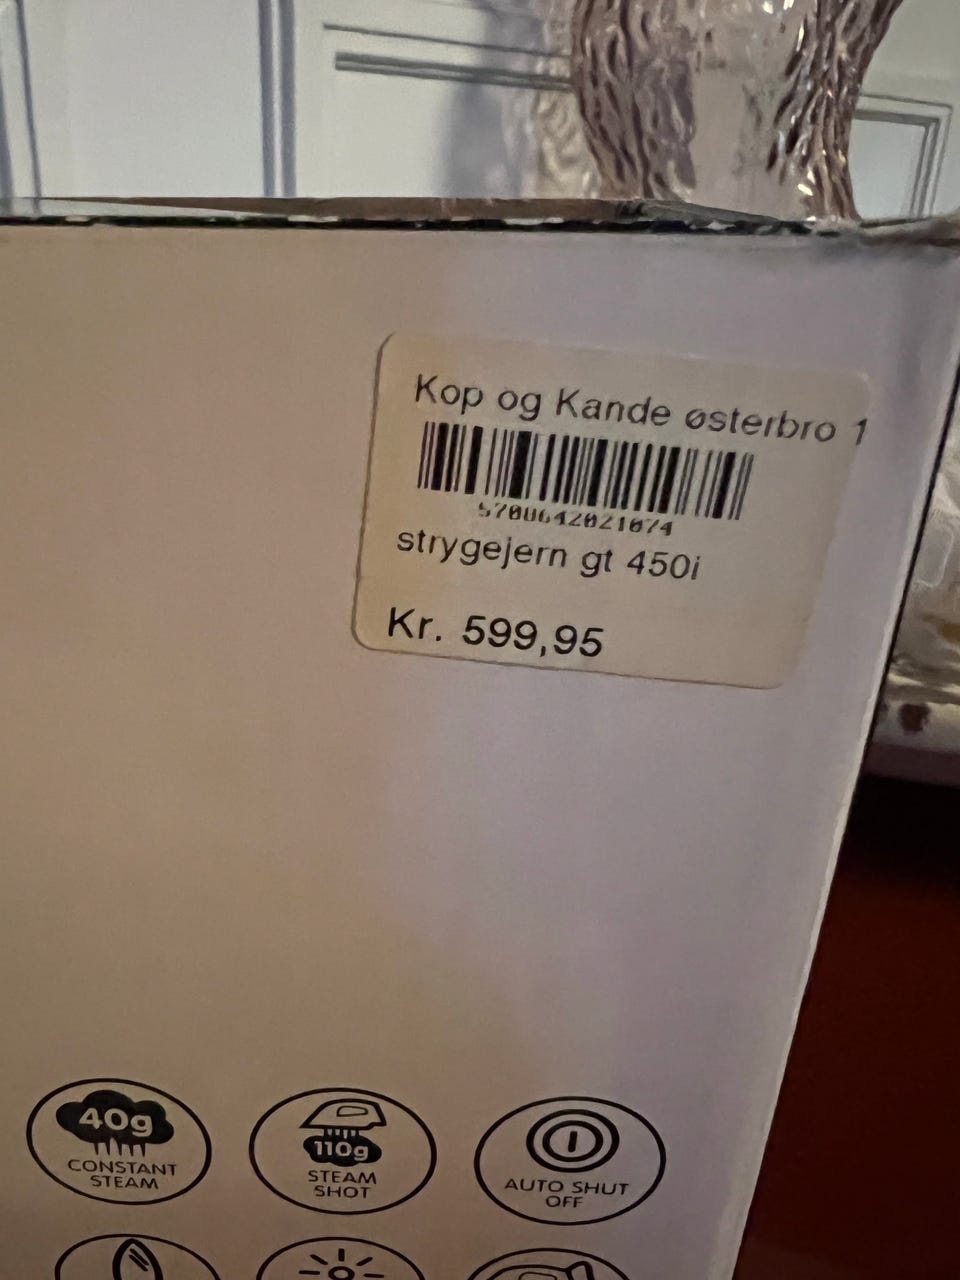 Kop og Kande østerbro 1
5708642021074
strygejern gt 450i
Kr. 599,95
40g
CONSTANT
STEAM
110g
STEAM
SHOT
AUTO SHUT
OFF